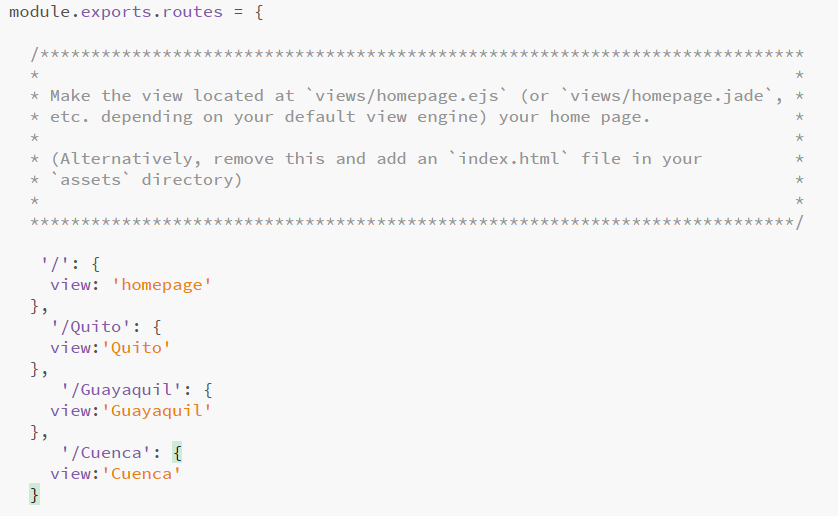 module.exports.routes = {
/***************************************************************************
* *
* Make the view located at `views/homepage.ejs` (or `views/homepage.jade`, *
* etc. depending on your default view engine) your home page. *
* *
* (Alternatively, remove this and add an `index.html` file in your *
* `assets` directory) *
* *
***************************************************************************/
'/': {
view: 'homepage'
},
'/Quito': {
view:'Quito'
},
'/Guayaquil': {
view:'Guayaquil'
},
'/Cuenca': {
view:'Cuenca'
}